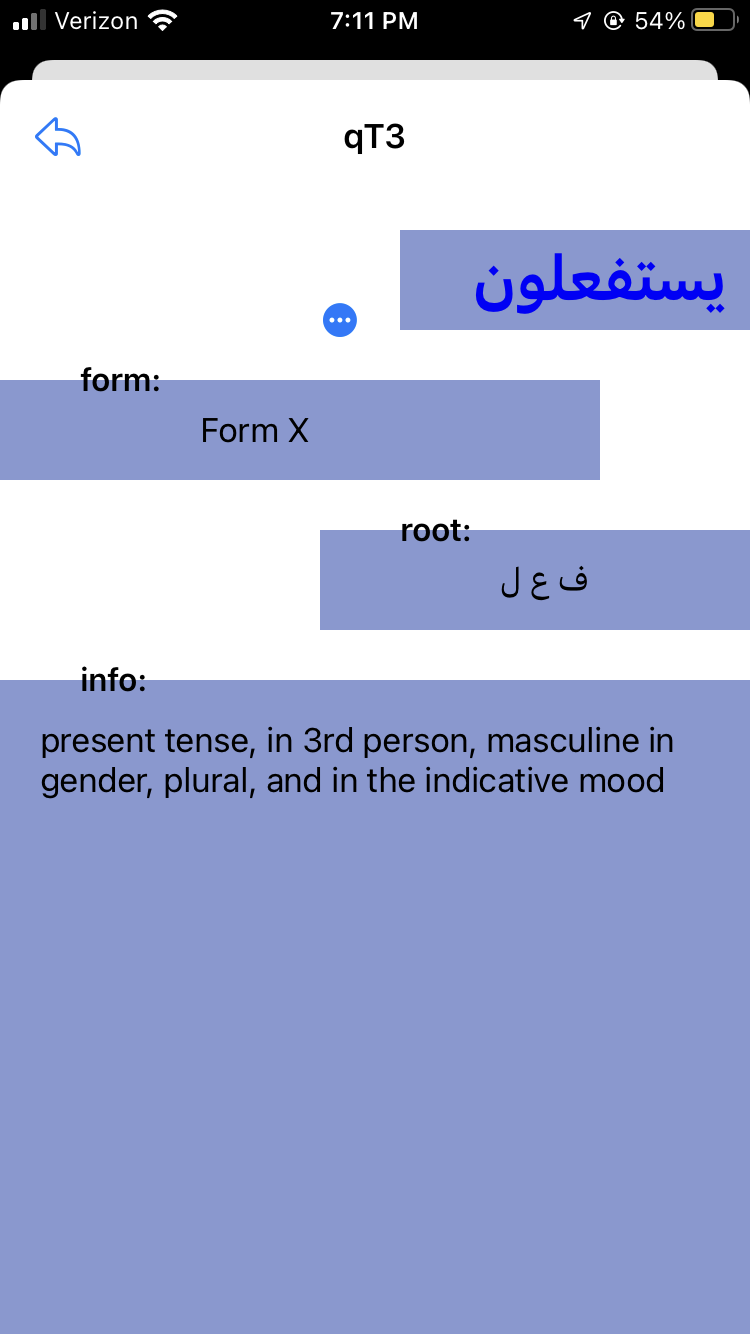 Verizon 7:11 PM 54%
qT3
يستفعلون
form:
Form X
root:
ف ع ل
info:
present tense, in 3rd person, masculine in
gender, plural, and in the indicative mood